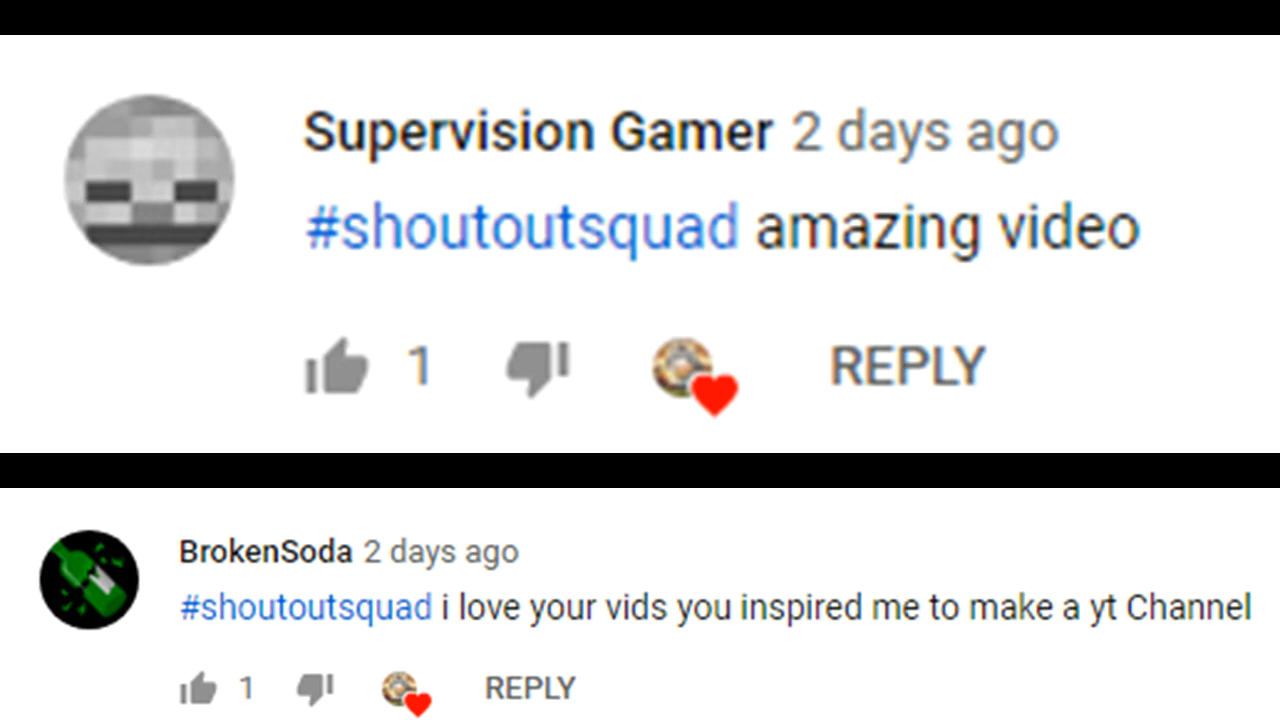 Supervision Gamer 2 days ago
#shoutoutsquad amazing video
1 REPLY
BrokenSoda 2 days ago
#shoutoutsquad i love your vids you inspired me to make a yt Channel
1 REPLY